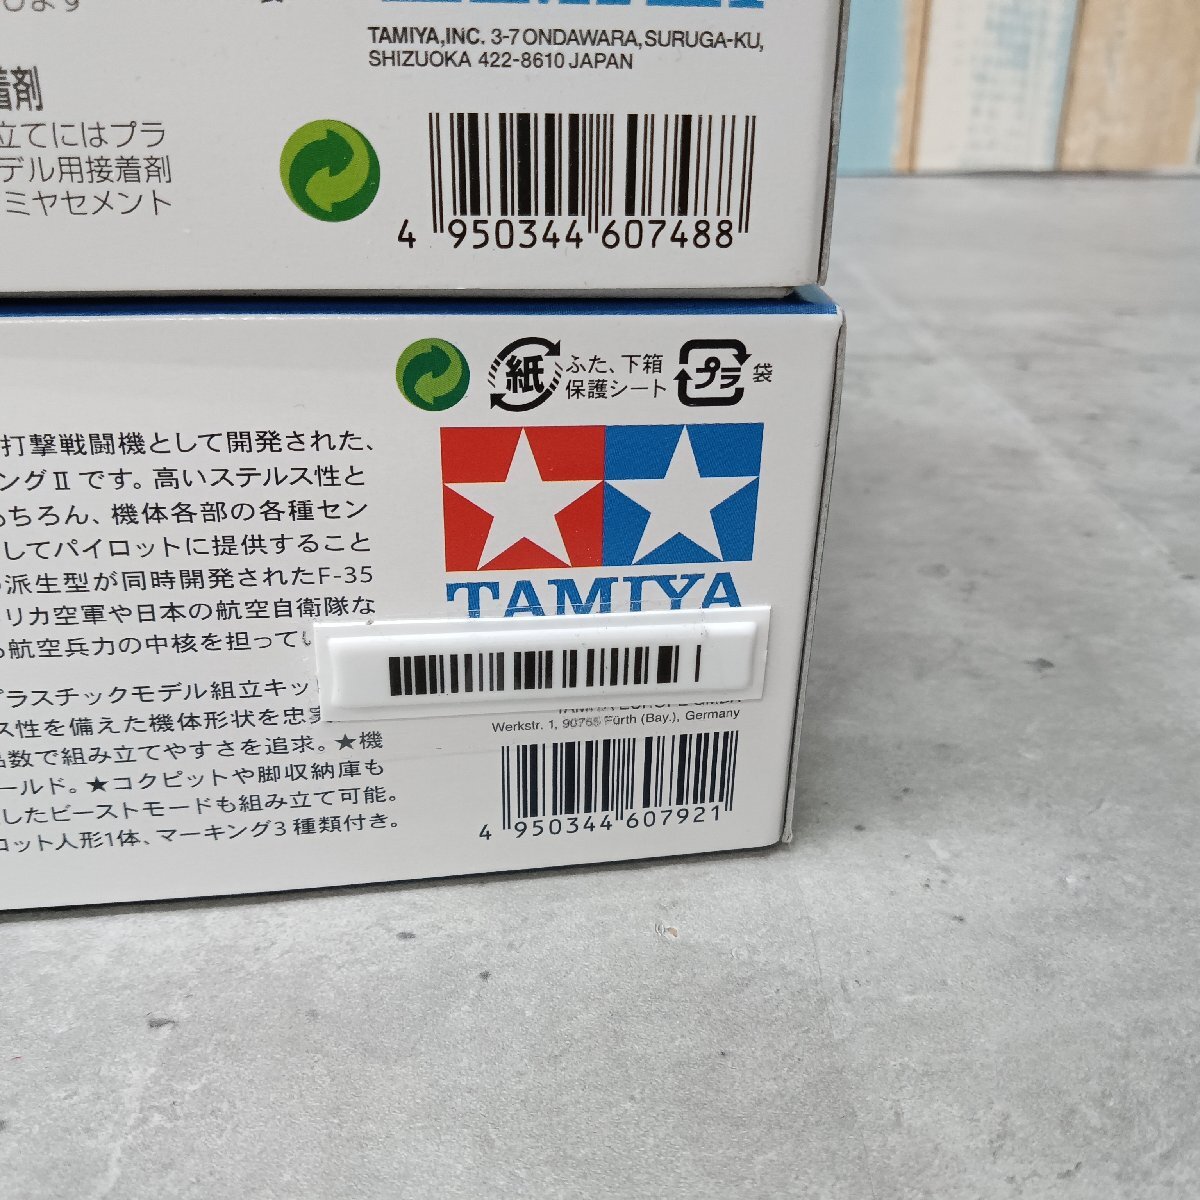 TAMIYA,INC. 3-7 ONDAWARA,SURUGA-KU,
SHIZUOKA 422-8610 JAPAN
着剤
立てにはプラ
デル用接着剤
ミヤセメント
4 950344 607488
紙
ふた、下箱
保護シート
プラ
袋
打撃戦闘機として開発された、
ングⅡです。高いステルス性と
ちろん、機体各部の各種セン
してパイロットに提供すること
派生型が同時開発されたF-35
リカ空軍や日本の航空自衛隊な
航空兵力の中核を担ってい
プラスチックモデル組立キッ
ス性を備えた機体形状を忠実
品数で組み立てやすさを追求。★機
ールド。★コクピットや脚収納庫も
したビーストモードも組み立て可能。
ロット人形1体、マーキング3種類付き。
TAMIYA
Werkstr. 1, 90765 Fürth (Bay.), Germany
4 950344 607921